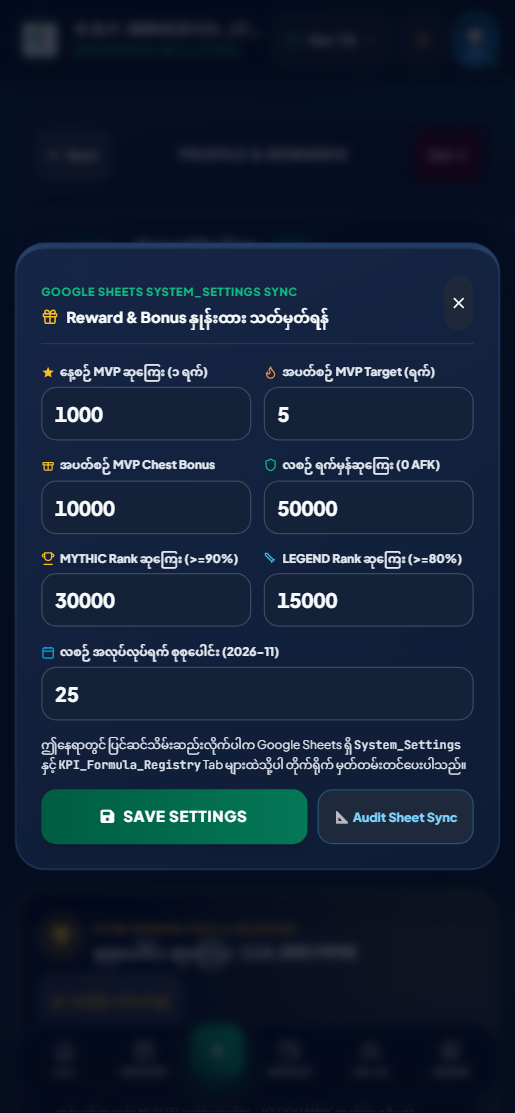 GOOGLE SHEETS SYSTEM_SETTINGS SYNC
Reward & Bonus နှုန်းထား သတ်မှတ်ရန်
နေ့စဉ် MVP ဆုကြေး (၁ ရက်)
အပတ်စဉ် MVP Target (ရက်)
1000
5
အပတ်စဉ် MVP Chest Bonus
လစဉ် ရက်မှန်ဆုကြေး (0 AFK)
10000
50000
MYTHIC Rank ဆုကြေး (>=90%)
LEGEND Rank ဆုကြေး (>=80%)
30000
15000
လစဉ် အလုပ်လုပ်ရက် စုစုပေါင်း (2026-11)
25
ဤနေရာတွင် ပြင်ဆင်သိမ်းဆည်းလိုက်ပါက Google Sheets ရှိ System_Settings
နှင့် KPI_Formula_Registry Tab များထဲသို့ပါ တိုက်ရိုက် မှတ်တမ်းတင်ပေးပါသည်။
SAVE SETTINGS
Audit Sheet Sync
PROFILE & REWARDS